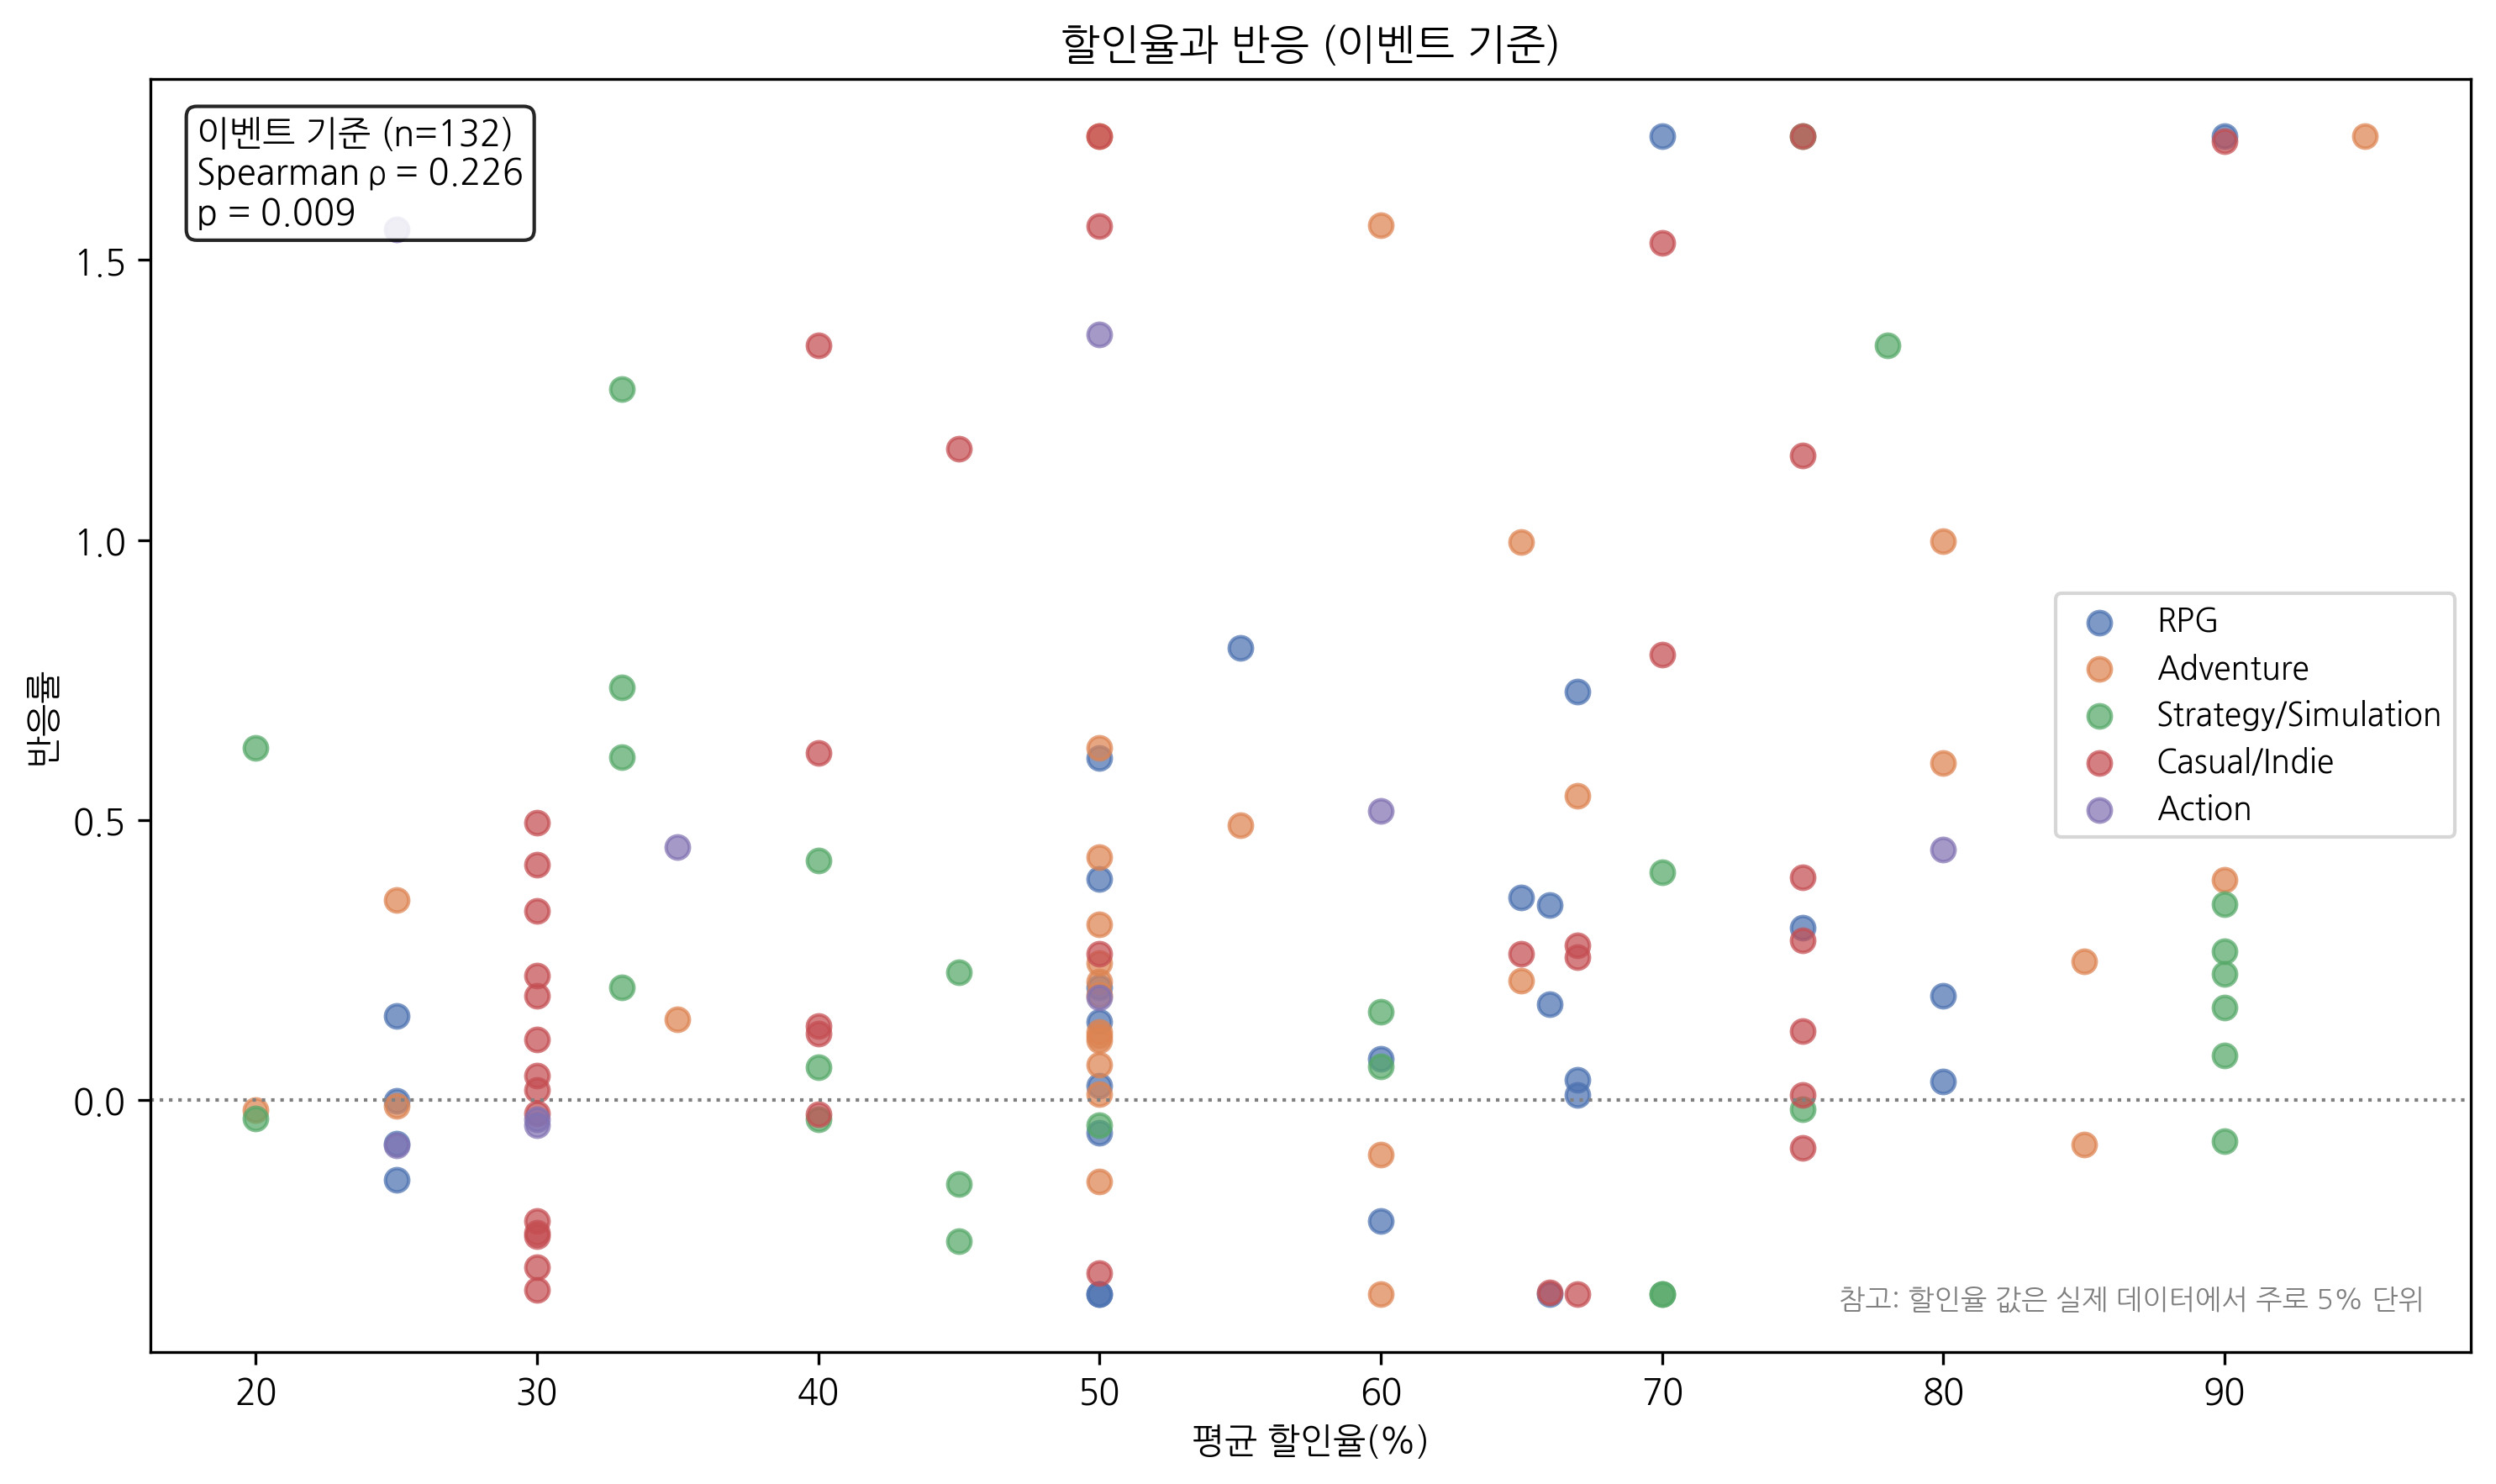 할인율과 반응 (이벤트 기준)
이벤트 기준 (n=132)
Spearman ρ = 0.226
p = 0.009
반응률
1.5
1.0
0.5
0.0
RPG
Adventure
Strategy/Simulation
Casual/Indie
Action
참고: 할인율 값은 실제 데이터에서 주로 5% 단위
20 30 40 50 60 70 80 90
평균 할인율(%)